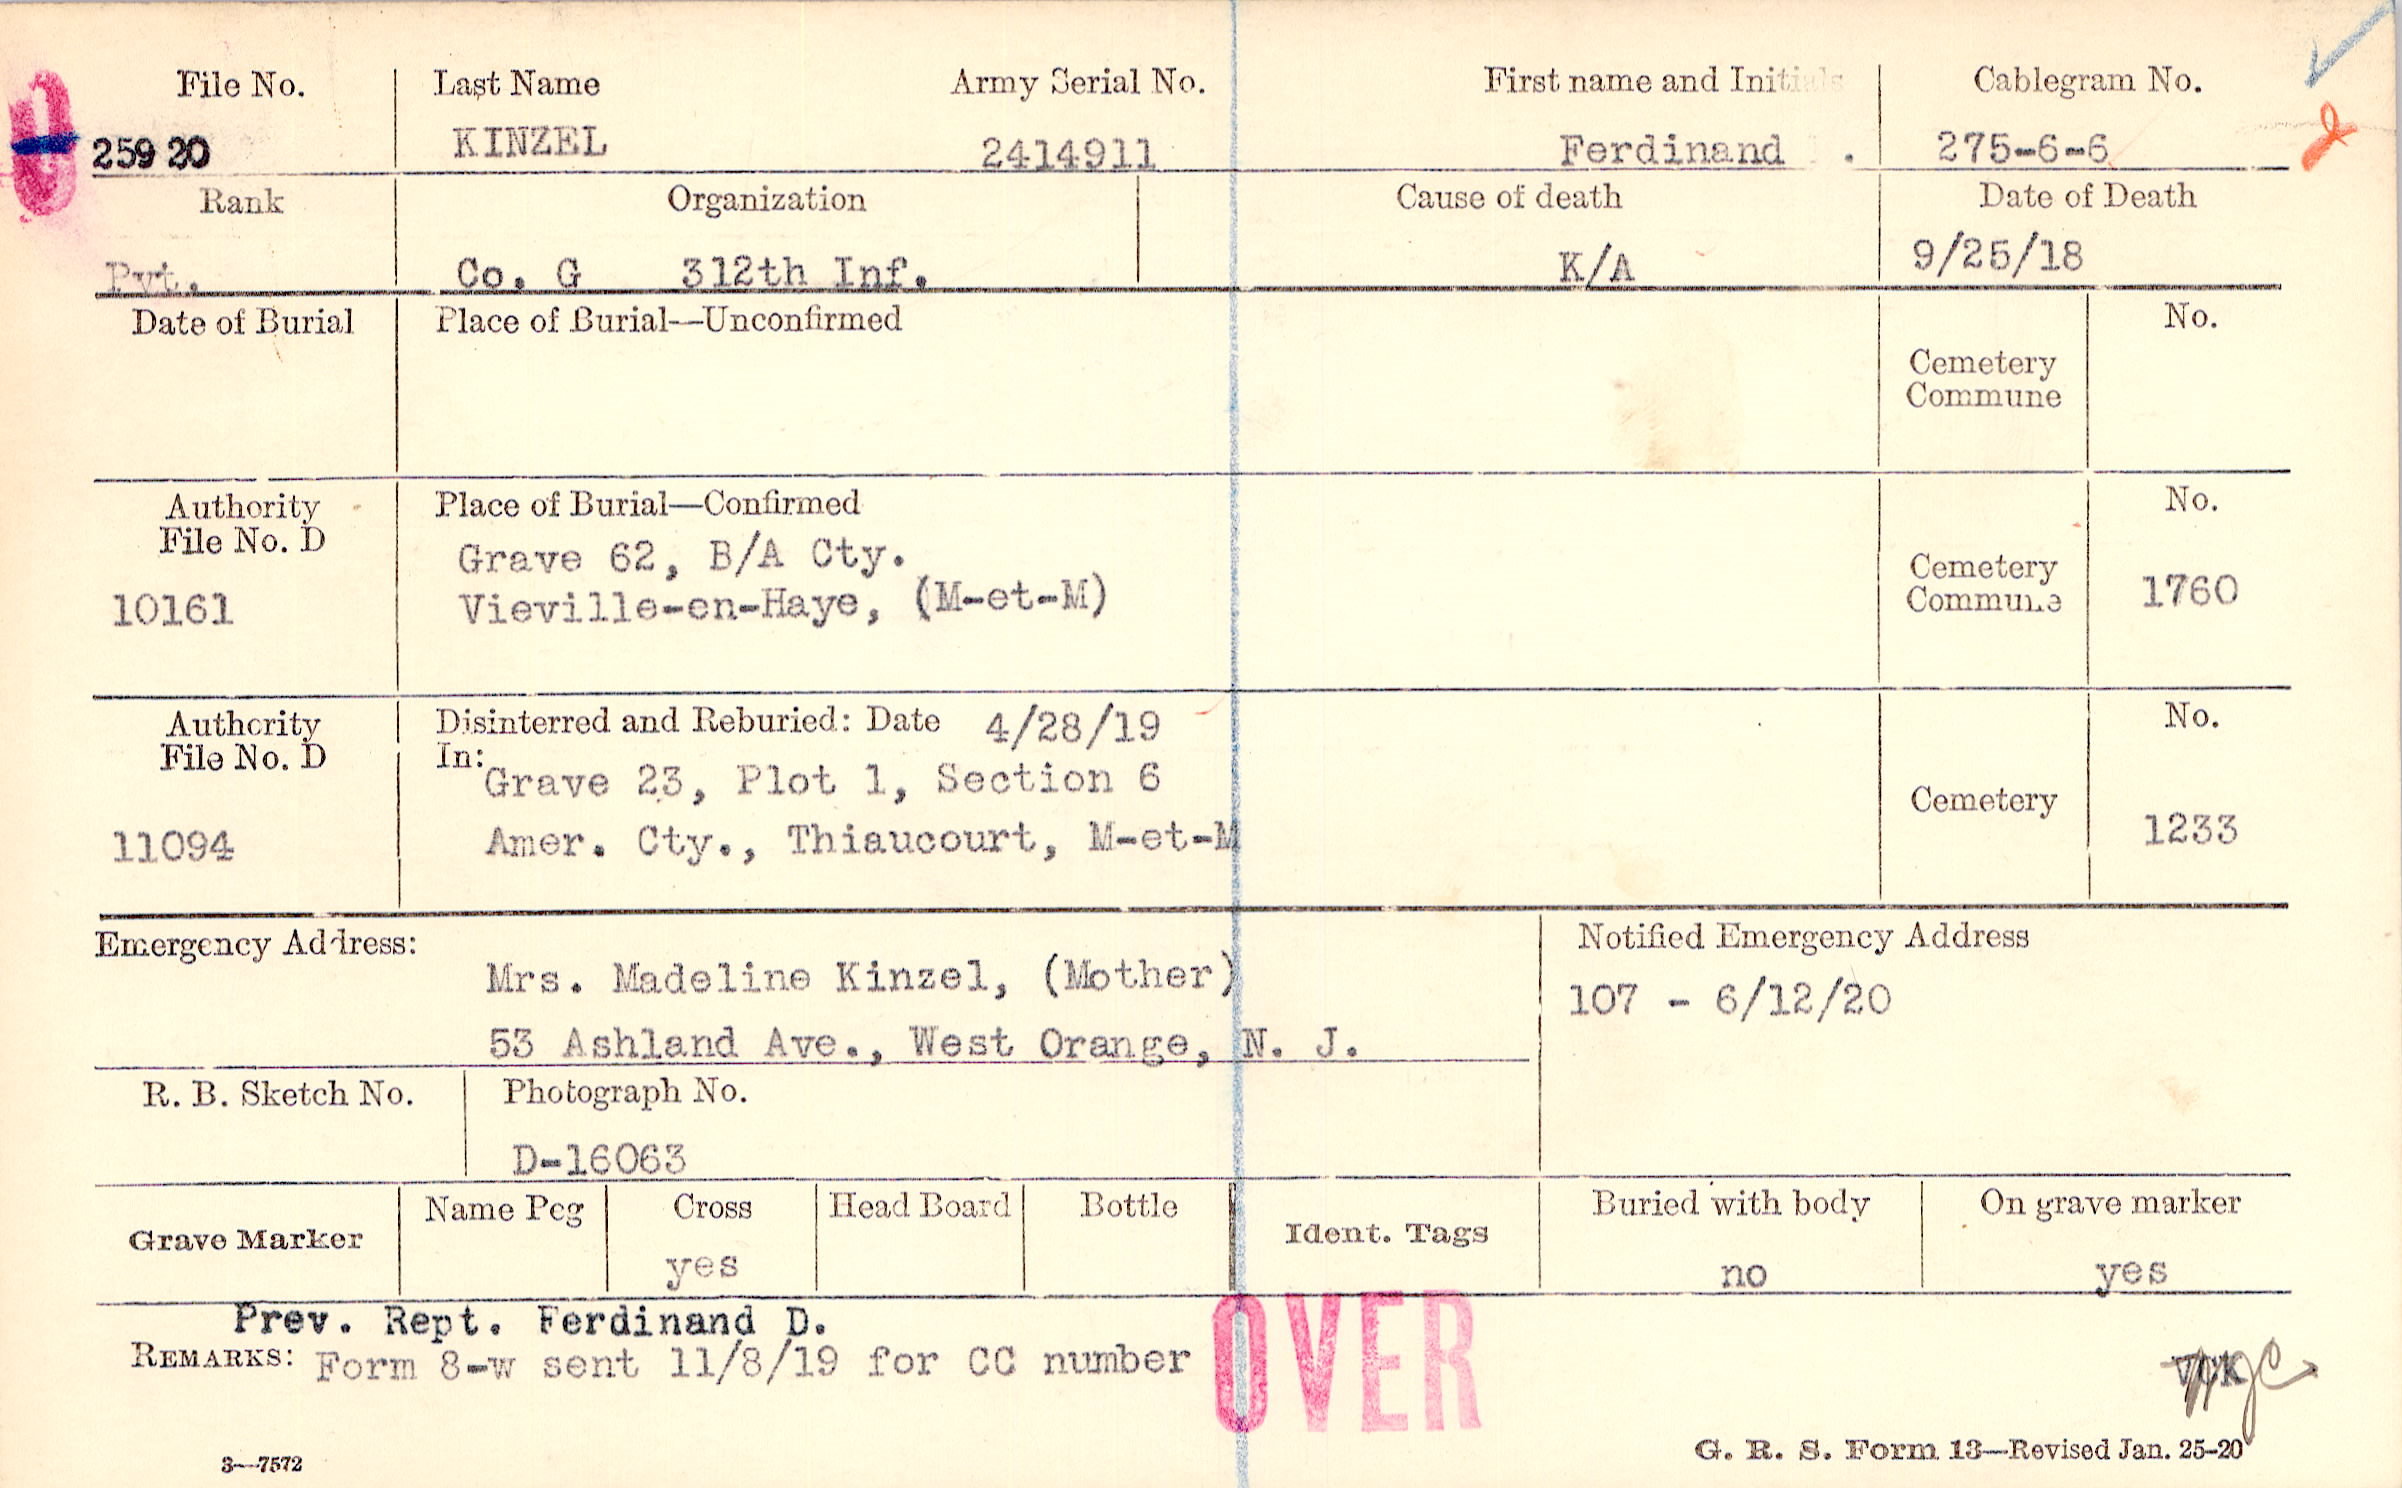 File No. Last Name Army Serial No. First name and Initials Cablegram No.
25920 KINZEL 2414911 Ferdinand . 275-6-6
Rank Organization Cause of death Date of Death
Pvt. Co. G 312th Inf. K/A 9/25/18
Date of Burial Place of Burial—Unconfirmed No.
Cemetery
Commune
Authority Place of Burial—Confirmed No.
File No. D
Grave 62, B/A Cty. Cemetery
10161 Vieville-en-Haye, (M-et-M) Commune 1760
Authority Disinterred and Reburied: Date 4/28/19 No.
File No. D In:
Grave 23, Plot 1, Section 6 Cemetery
11094 Amer. Cty., Thiaucourt, M-et-M 1233
Emergency Address: Notified Emergency Address
Mrs. Madeline Kinzel, (Mother) 107 - 6/12/20
53 Ashland Ave., West Orange, N. J.
R. B. Sketch No. Photograph No.
D-16063
Grave Marker Name Peg Cross Head Board Bottle Ident. Tags Buried with body On grave marker
yes no yes
Prev. Rept. Ferdinand D.
REMARKS: Form 8-w sent 11/8/19 for CC number
OVER
VCK
3—7572 G. R. S. Form 13—Revised Jan. 25-20